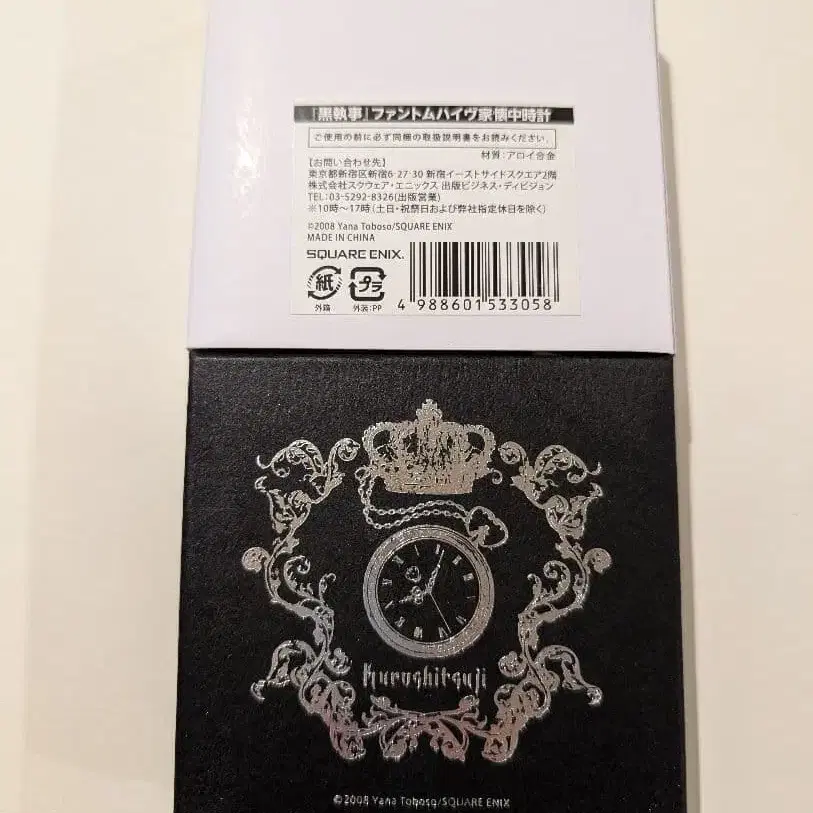 『黒執事』ファントムハイヴ家懐中時計
ご使用の前に必ず同梱の取扱説明書をお読みください。
材質：アロイ合金
【お問い合わせ先】
東京都新宿区新宿6-27-30 新宿イーストサイドスクエア2階
株式会社スクウェア・エニックス 出版ビジネス・ディビジョン
TEL：03-5292-8326(出版営業)
※10時～17時(土日・祝祭日および弊社指定休日を除く)
©2008 Yana Toboso/SQUARE ENIX
MADE IN CHINA
SQUARE ENIX.
紙 プラ
外箱 外装：PP
4 988601 533058
Kuroshitsuji
©2008 Yana Toboso/SQUARE ENIX